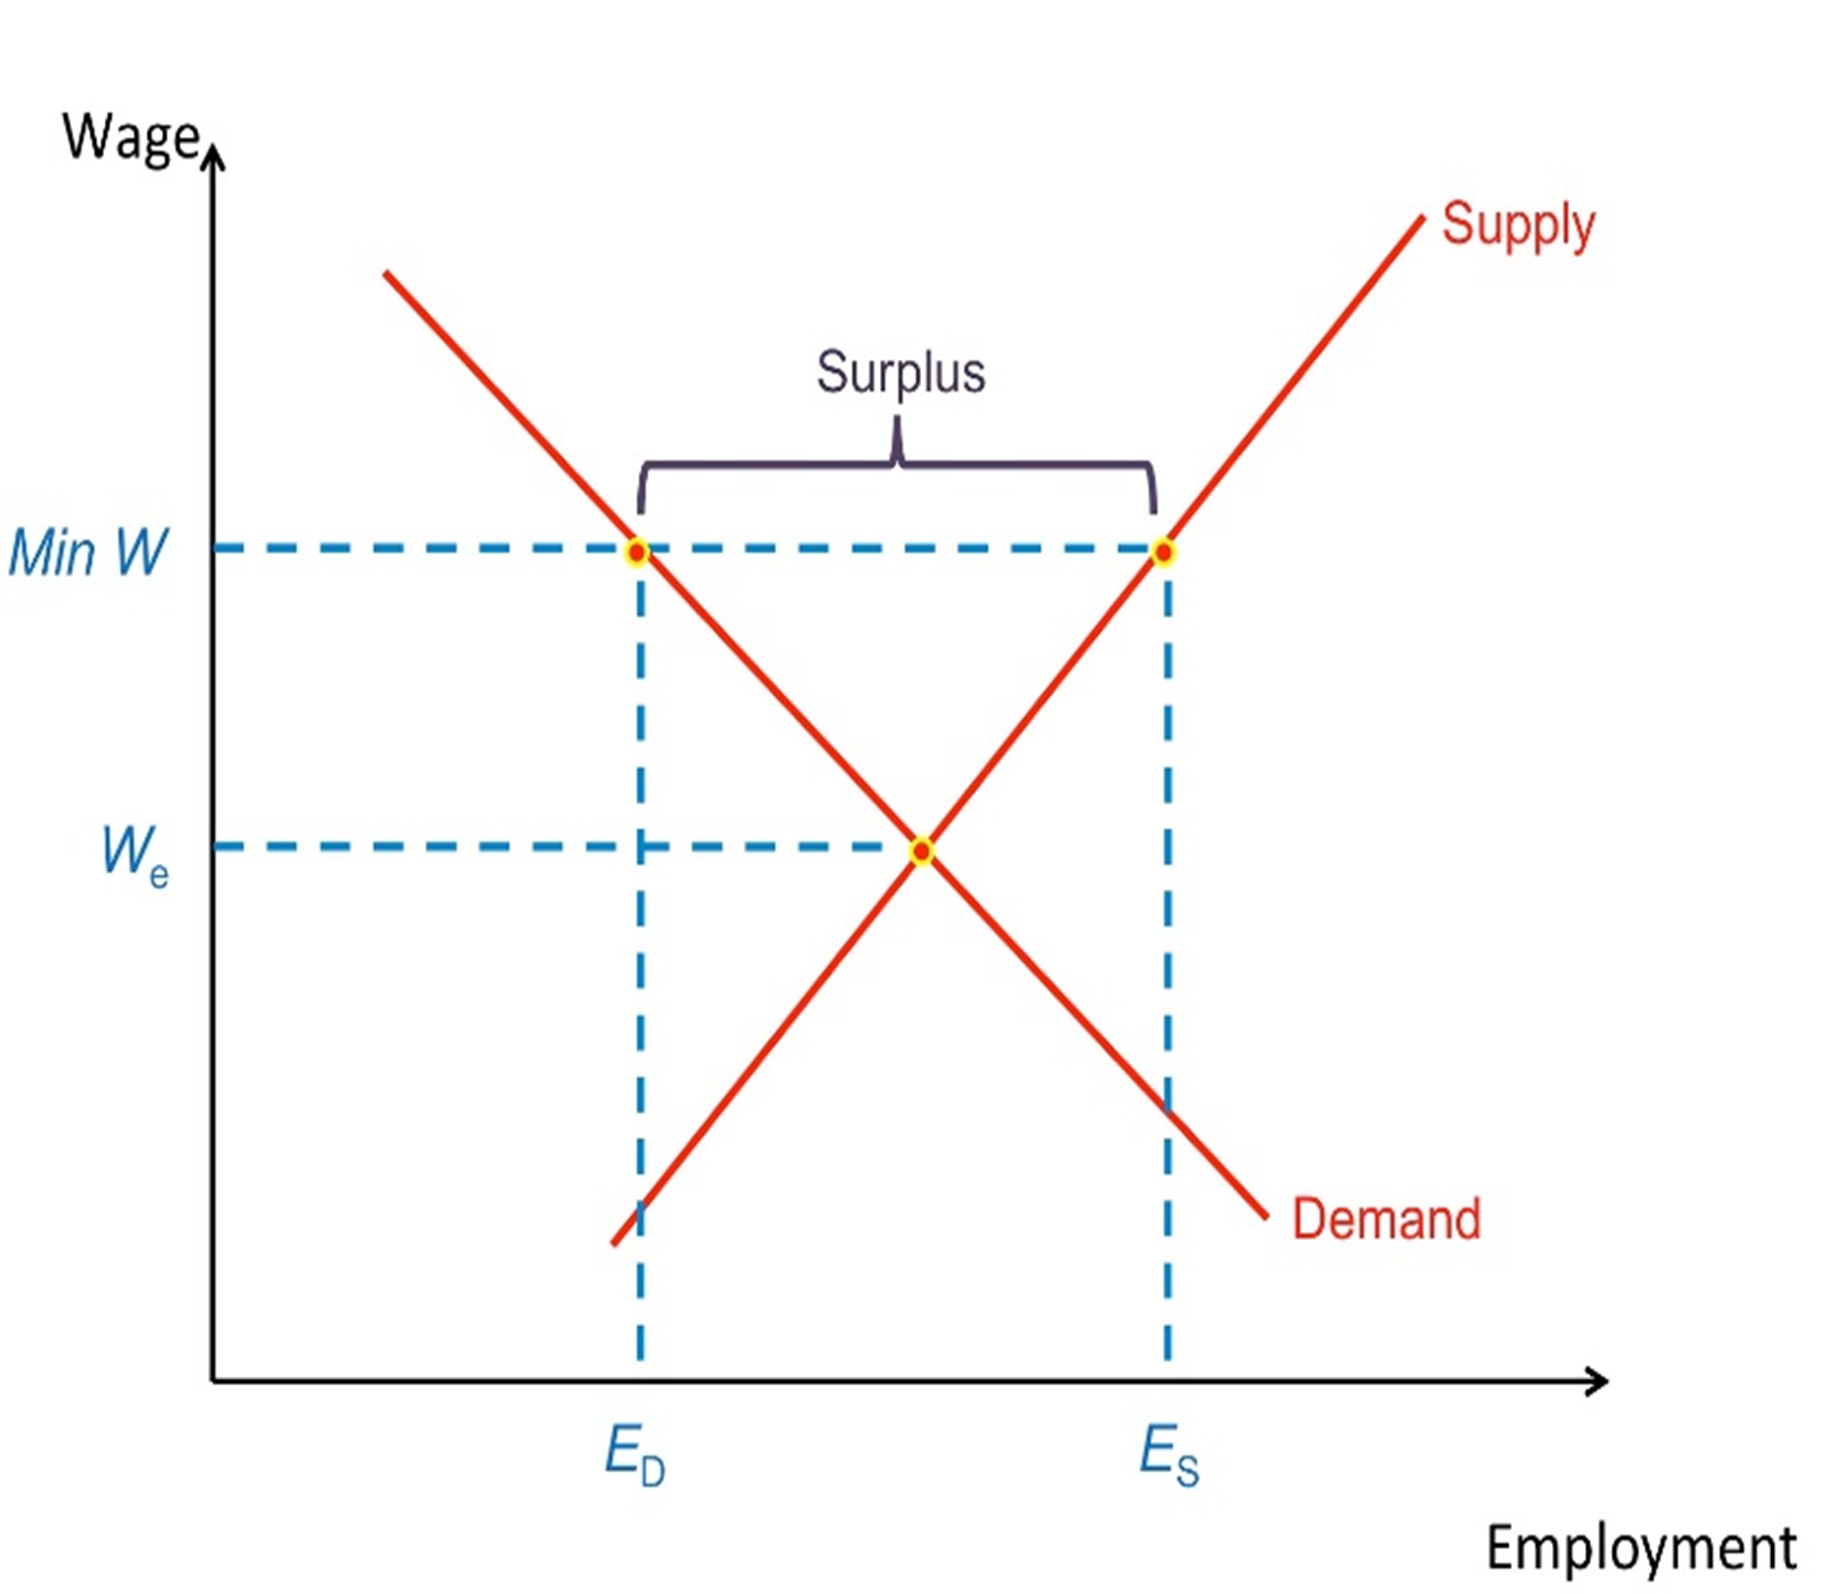 Wage
Supply
Surplus
Min W
We
Demand
ED
ES
Employment